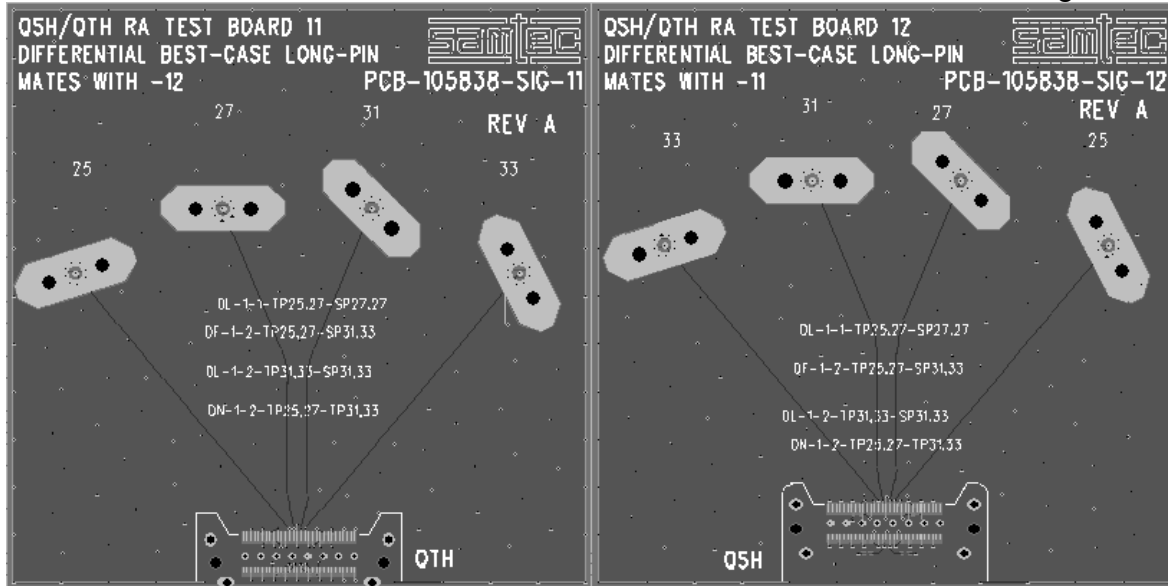 QSH/QTH RA TEST BOARD 11
DIFFERENTIAL BEST-CASE LONG-PIN
MATES WITH -12
samtec
PCB-105838-SIG-11
REV A
25
27
31
33
DL-1-1-TP25,27-SP27,27
DF-1-2-TP25,27-SP31,33
DL-1-2-TP31,33-SP31,33
DN-1-2-TP25,27-TP31,33
QTH
QSH/QTH RA TEST BOARD 12
DIFFERENTIAL BEST-CASE LONG-PIN
MATES WITH -11
samtec
PCB-105838-SIG-12
REV A
33
31
27
25
DL-1-1-TP25,27-SP27,27
DF-1-2-TP25,27-SP31,33
DL-1-2-TP31,33-SP31,33
DN-1-2-TP25,27-TP31,33
QSH